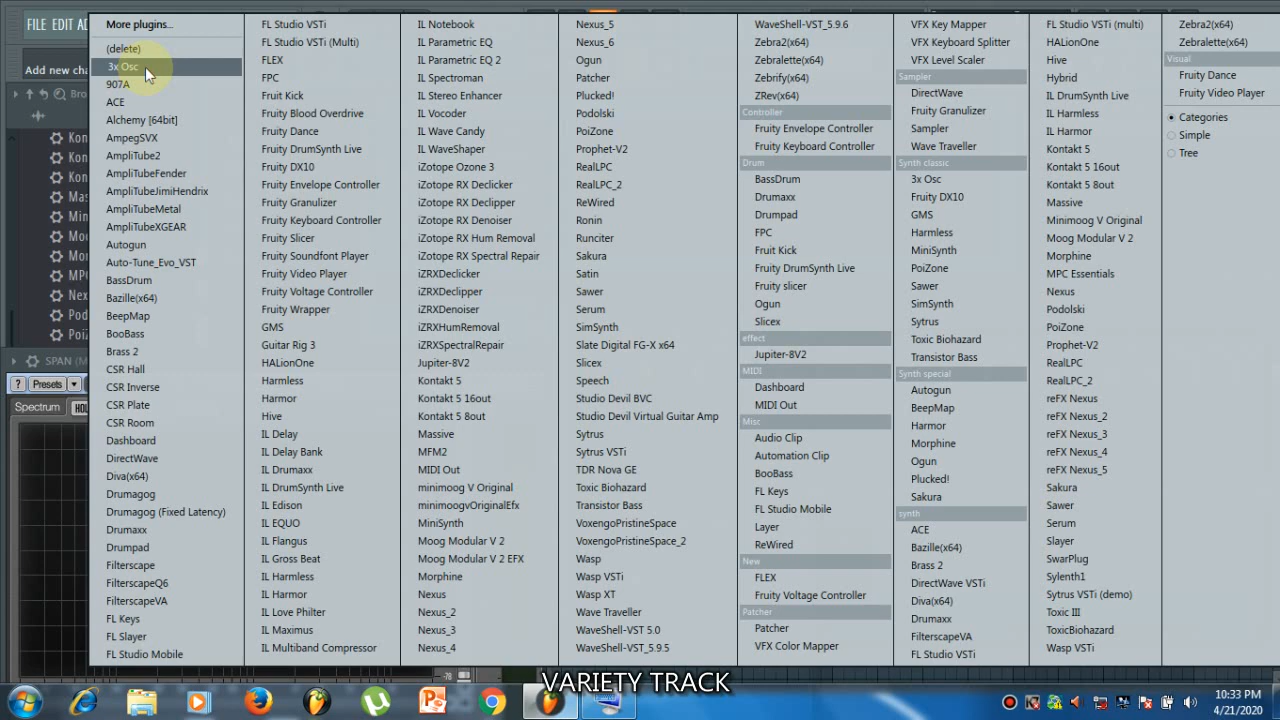 FILE EDIT AD
Add new cha
Bro
Kon
Kon
Kon
Mas
Min
Moo
Mor
MPC
Nex
Pod
Poi
SPAN (M
Presets
Spectrum
More plugins...
(delete)
3x Osc
907A
ACE
Alchemy [64bit]
AmpegSVX
AmpliTube2
AmpliTubeFender
AmpliTubeJimiHendrix
AmpliTubeMetal
AmpliTubeXGEAR
Autogun
Auto-Tune_Evo_VST
BassDrum
Bazille(x64)
BeepMap
BooBass
Brass 2
CSR Hall
CSR Inverse
CSR Plate
CSR Room
Dashboard
DirectWave
Diva(x64)
Drumagog
Drumagog (Fixed Latency)
Drumaxx
Drumpad
Filterscape
FilterscapeQ6
FilterscapeVA
FL Keys
FL Slayer
FL Studio Mobile
FL Studio VSTi
FL Studio VSTi (Multi)
FLEX
FPC
Fruit Kick
Fruity Blood Overdrive
Fruity Dance
Fruity DrumSynth Live
Fruity DX10
Fruity Envelope Controller
Fruity Granulizer
Fruity Keyboard Controller
Fruity Slicer
Fruity Soundfont Player
Fruity Video Player
Fruity Voltage Controller
Fruity Wrapper
GMS
Guitar Rig 3
HALionOne
Harmless
Harmor
Hive
IL Delay
IL Delay Bank
IL Drumaxx
IL DrumSynth Live
IL Edison
IL EQUO
IL Flangus
IL Gross Beat
IL Harmless
IL Harmor
IL Love Philter
IL Maximus
IL Multiband Compressor
IL Notebook
IL Parametric EQ
IL Parametric EQ 2
IL Spectroman
IL Stereo Enhancer
IL Vocoder
IL Wave Candy
IL WaveShaper
iZotope Ozone 3
iZotope RX Declicker
iZotope RX Declipper
iZotope RX Denoiser
iZotope RX Hum Removal
iZotope RX Spectral Repair
iZRXDeclicker
iZRXDeclipper
iZRXDenoiser
iZRXHumRemoval
iZRXSpectralRepair
Jupiter-8V2
Kontakt 5
Kontakt 5 16out
Kontakt 5 8out
Massive
MFM2
MIDI Out
minimoog V Original
minimoogvOriginalEfx
MiniSynth
Moog Modular V 2
Moog Modular V 2 EFX
Morphine
Nexus
Nexus_2
Nexus_3
Nexus_4
Nexus_5
Nexus_6
Ogun
Patcher
Plucked!
Podolski
PoiZone
Prophet-V2
RealLPC
RealLPC_2
ReWired
Ronin
Runciter
Sakura
Satin
Sawer
Serum
SimSynth
Slate Digital FG-X x64
Slicex
Speech
Studio Devil BVC
Studio Devil Virtual Guitar Amp
Sytrus
Sytrus VSTi
TDR Nova GE
Toxic Biohazard
Transistor Bass
VoxengoPristineSpace
VoxengoPristineSpace_2
Wasp
Wasp VSTi
Wasp XT
Wave Traveller
WaveShell-VST 5.0
WaveShell-VST_5.9.5
WaveShell-VST_5.9.6
Zebra2(x64)
Zebralette(x64)
Zebrify(x64)
ZRev(x64)
Controller
Fruity Envelope Controller
Fruity Keyboard Controller
Drum
BassDrum
Drumaxx
Drumpad
FPC
Fruit Kick
Fruity DrumSynth Live
Fruity slicer
Ogun
Slicex
effect
Jupiter-8V2
MIDI
Dashboard
MIDI Out
Misc
Audio Clip
Automation Clip
BooBass
FL Keys
FL Studio Mobile
Layer
ReWired
New
FLEX
Fruity Voltage Controller
Patcher
Patcher
VFX Color Mapper
VFX Key Mapper
VFX Keyboard Splitter
VFX Level Scaler
Sampler
DirectWave
Fruity Granulizer
Sampler
Wave Traveller
Synth classic
3x Osc
Fruity DX10
GMS
Harmless
MiniSynth
PoiZone
Sawer
SimSynth
Sytrus
Toxic Biohazard
Transistor Bass
Synth special
Autogun
BeepMap
Harmor
Morphine
Ogun
Plucked!
Sakura
synth
ACE
Bazille(x64)
Brass 2
DirectWave VSTi
Diva(x64)
Drumaxx
FilterscapeVA
FL Studio VSTi
FL Studio VSTi (multi)
HALionOne
Hive
Hybrid
IL DrumSynth Live
IL Harmless
IL Harmor
Kontakt 5
Kontakt 5 16out
Kontakt 5 8out
Massive
Minimoog V Original
Moog Modular V 2
Morphine
MPC Essentials
Nexus
Podolski
PoiZone
Prophet-V2
RealLPC
RealLPC_2
reFX Nexus
reFX Nexus_2
reFX Nexus_3
reFX Nexus_4
reFX Nexus_5
Sakura
Sawer
Serum
Slayer
SwarPlug
Sylenth1
Sytrus VSTi (demo)
Toxic III
ToxicBiohazard
Wasp VSTi
Zebra2(x64)
Zebralette(x64)
Visual
Fruity Dance
Fruity Video Player
Categories
Simple
Tree
-78
VARIETY TRACK
10:33 PM
4/21/2020